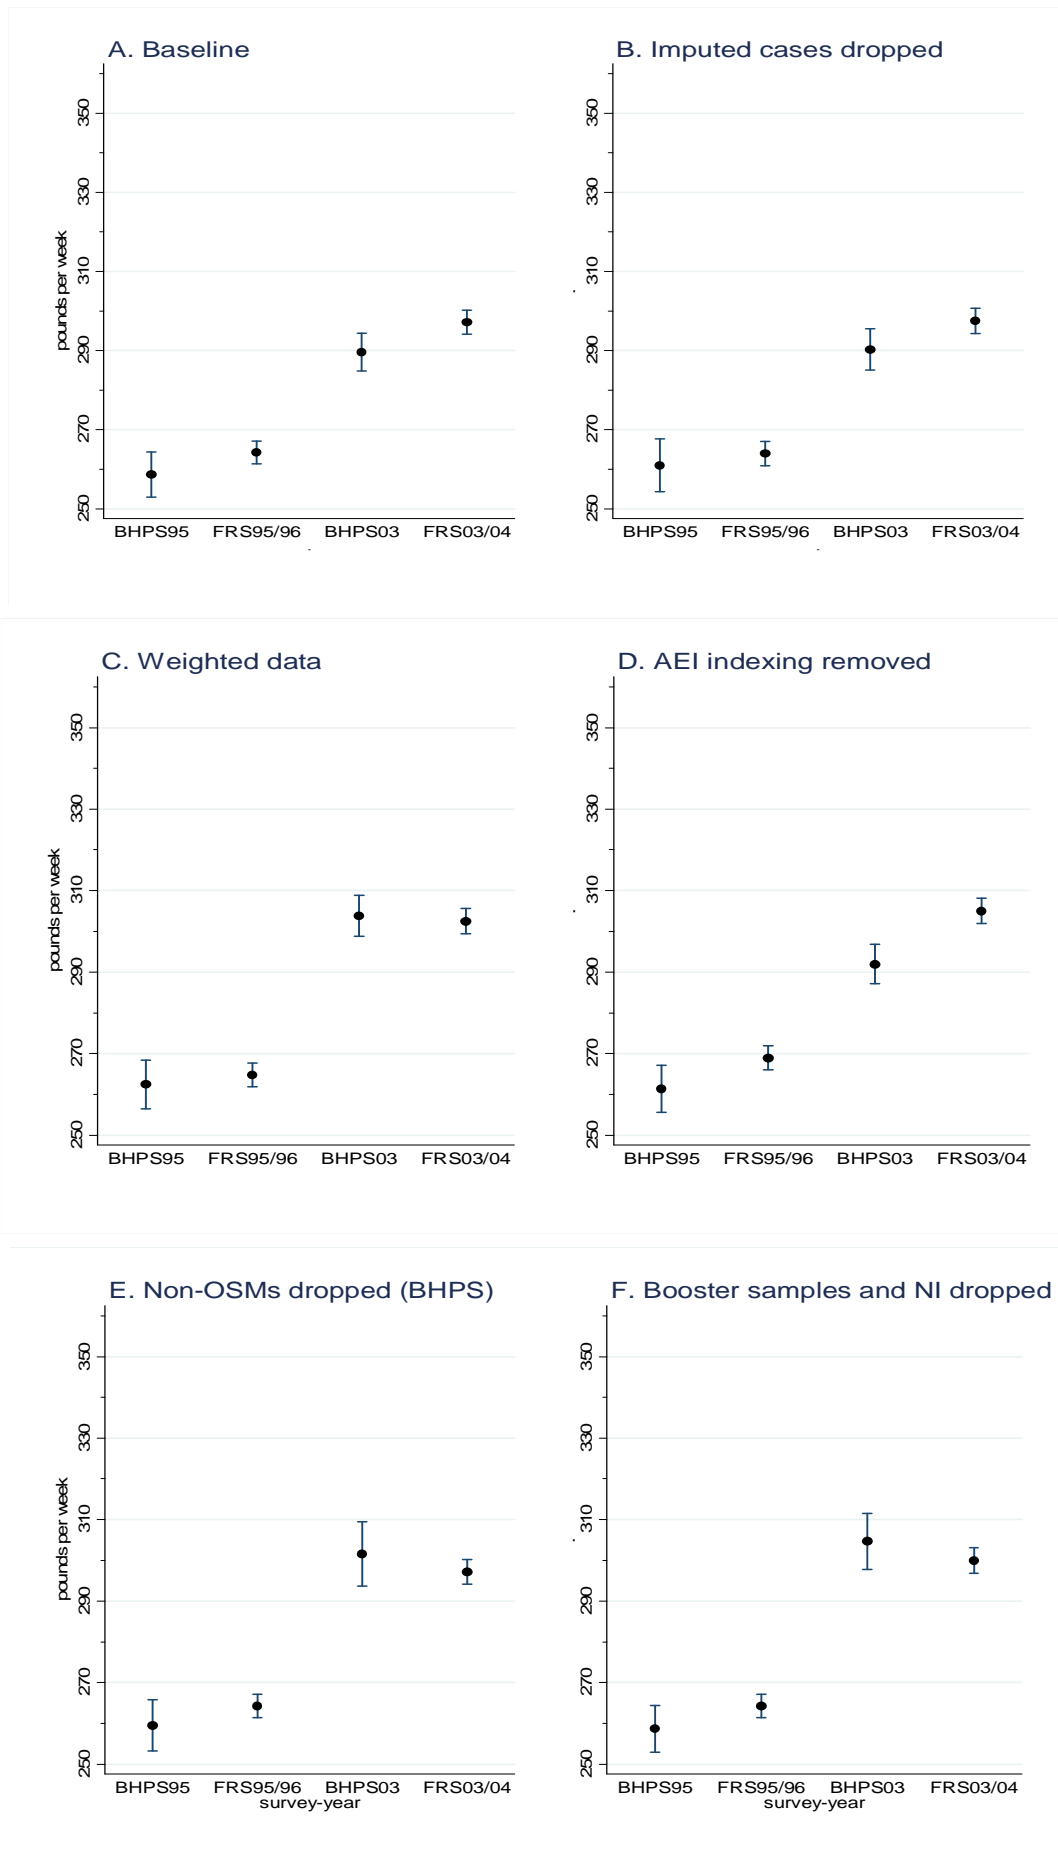 A. Baseline
B. Imputed cases dropped
pounds per week
350
330
310
290
270
250
350
330
310
290
270
250
BHPS95 FRS95/96 BHPS03 FRS03/04
BHPS95 FRS95/96 BHPS03 FRS03/04
C. Weighted data
D. AEI indexing removed
pounds per week
350
330
310
290
270
250
350
330
310
290
270
250
BHPS95 FRS95/96 BHPS03 FRS03/04
BHPS95 FRS95/96 BHPS03 FRS03/04
E. Non-OSMs dropped (BHPS)
F. Booster samples and NI dropped
pounds per week
350
330
310
290
270
250
350
330
310
290
270
250
BHPS95 FRS95/96 BHPS03 FRS03/04
survey-year
BHPS95 FRS95/96 BHPS03 FRS03/04
survey-year